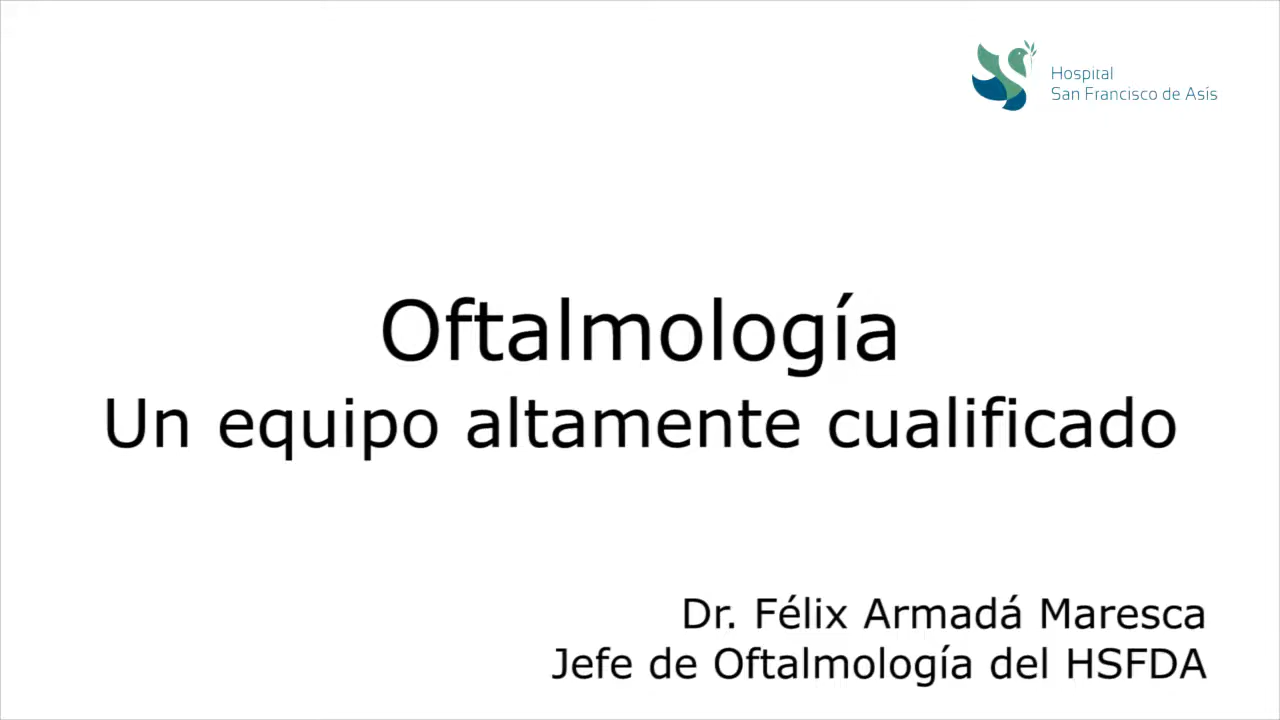 Hospital
San Francisco de Asís
Oftalmología
Un equipo altamente cualificado
Dr. Félix Armadá Maresca
Jefe de Oftalmología del HSFDA